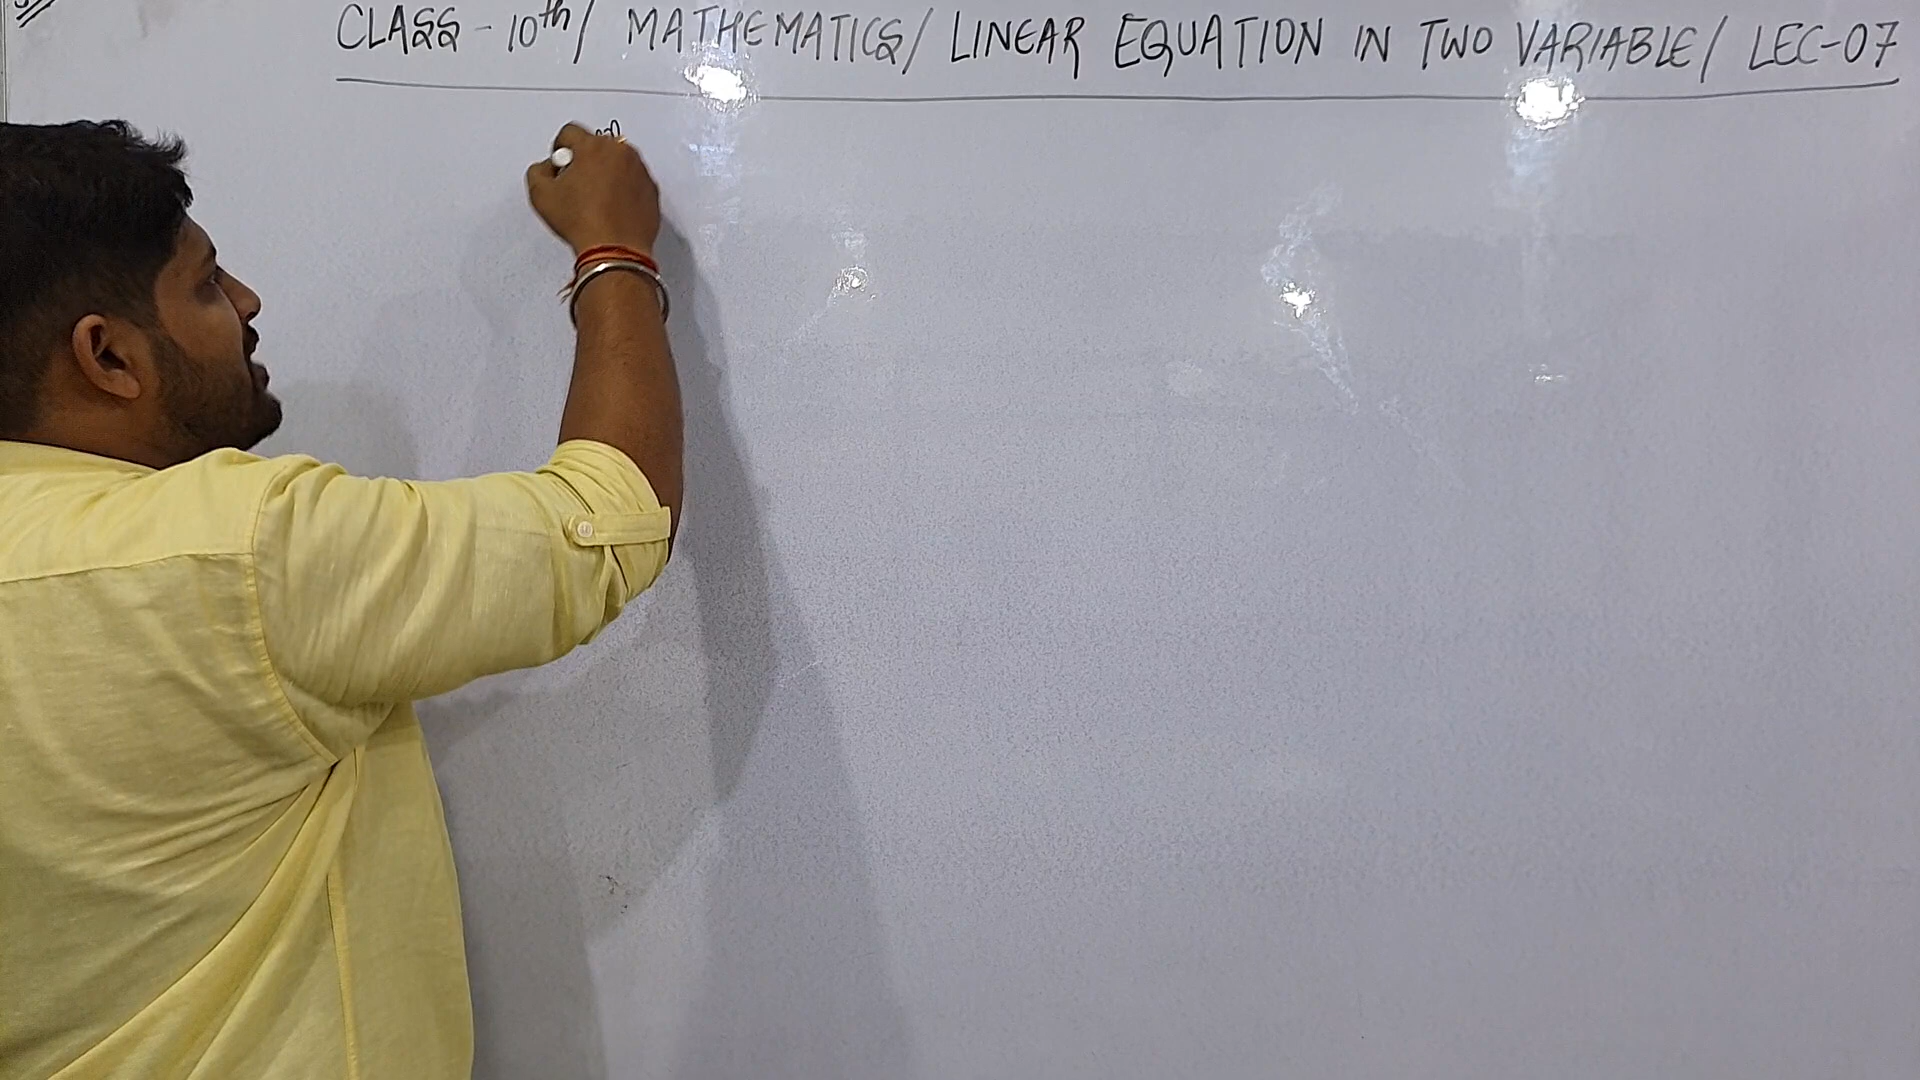 CLASS - 10th / MATHEMATICS / LINEAR EQUATION IN TWO VARIABLE / LEC-07